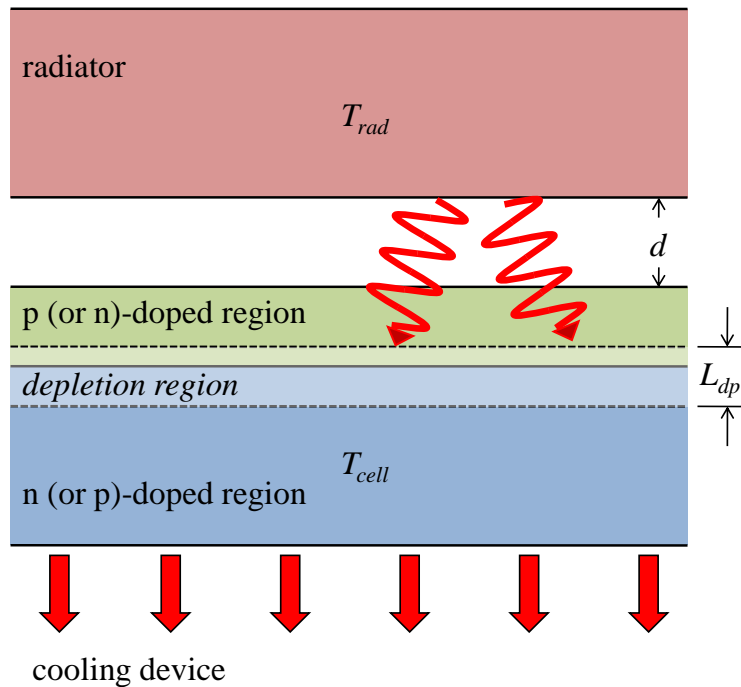 radiator
T_rad
d
p (or n)-doped region
depletion region
L_dp
T_cell
n (or p)-doped region
cooling device